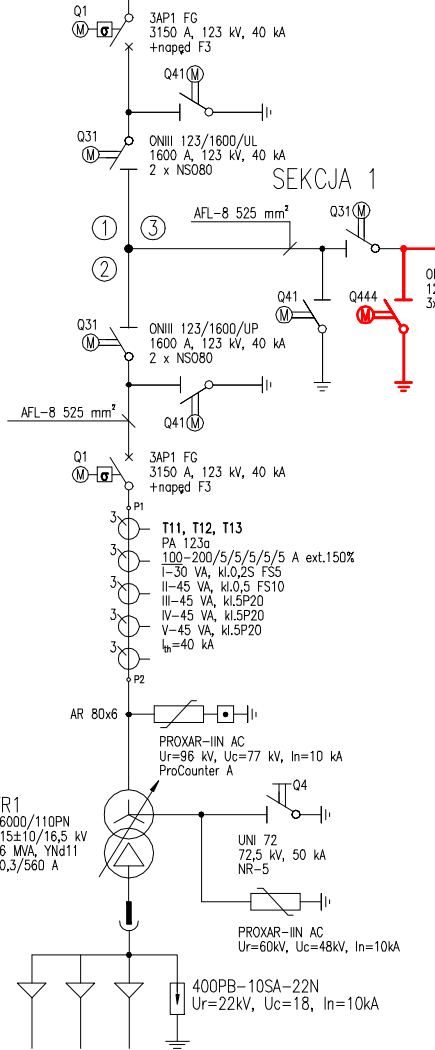 Q1
3AP1 FG
3150 A, 123 kV, 40 kA
+napęd F3
M
σ
Q41
M
Q31
M
ONIII 123/1600/UL
1600 A, 123 kV, 40 kA
2 x NSO80
SEKCJA 1
1
3
2
AFL-8 525 mm²
Q31
M
Q41
M
Q444
M
Q31
M
ONIII 123/1600/UP
1600 A, 123 kV, 40 kA
2 x NSO80
AFL-8 525 mm²
Q41
M
Q1
M
σ
3AP1 FG
3150 A, 123 kV, 40 kA
+napęd F3
P1
3
3
3
3
3
T11, T12, T13
PA 123a
100-200/5/5/5/5/5 A ext.150%
I-30 VA, kl.0,2S FS5
II-45 VA, kl.0,5 FS10
III-45 VA, kl.5P20
IV-45 VA, kl.5P20
V-45 VA, kl.5P20
Ith=40 kA
P2
AR 80x6
PROXAR-IIN AC
Ur=96 kV, Uc=77 kV, In=10 kA
ProCounter A
R1
6000/110PN
15±10/16,5 kV
6 MVA, YNd11
0,3/560 A
Q4
UNI 72
72,5 kV, 50 kA
NR-5
PROXAR-IIN AC
Ur=60kV, Uc=48kV, In=10kA
400PB-10SA-22N
Ur=22kV, Uc=18, In=10kA